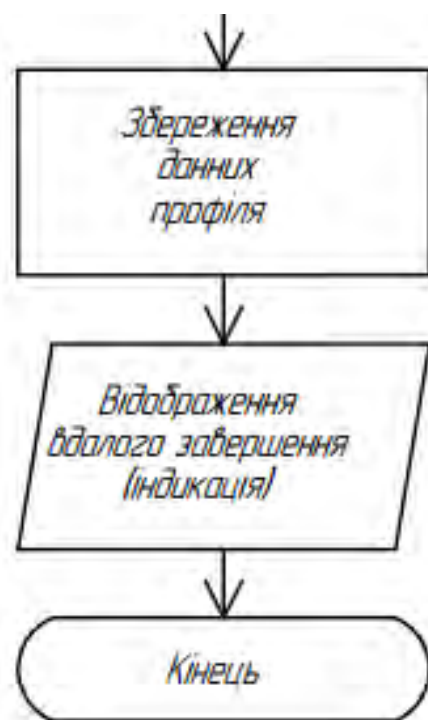 Збереження
данних
профіля
Відображення
вдалого завершення
(індикація)
Кінець